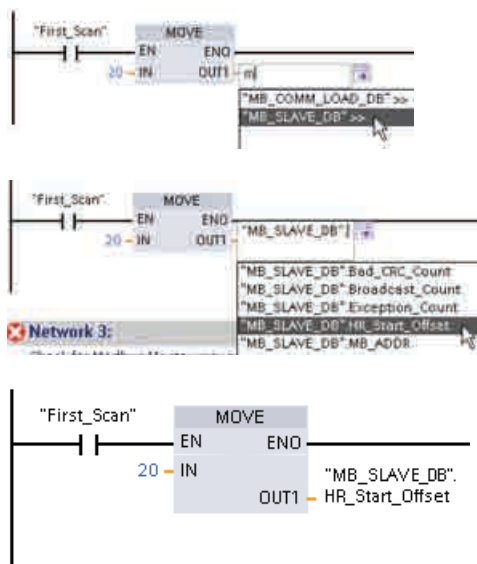 "First_Scan"
MOVE
EN ENO
20 IN OUT1 m
"MB_COMM_LOAD_DB" >>
"MB_SLAVE_DB" >>
"First_Scan"
MOVE
EN ENO
20 IN OUT1 "MB_SLAVE_DB".
"MB_SLAVE_DB".Bad_CRC_Count
"MB_SLAVE_DB".Broadcast_Count
"MB_SLAVE_DB".Exception_Count
"MB_SLAVE_DB".HR_Start_Offset
"MB_SLAVE_DB".MB_ADDR
Network 3:
"First_Scan"
MOVE
EN ENO
20 IN
"MB_SLAVE_DB".
OUT1 HR_Start_Offset